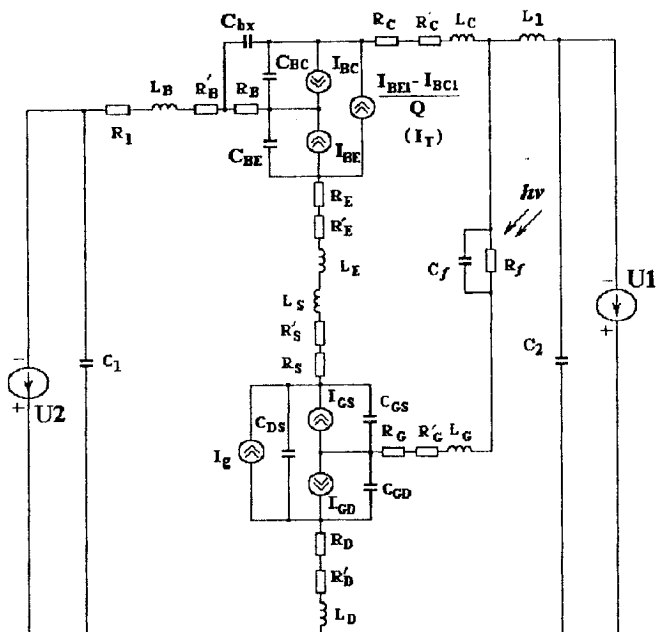 C_bx
R_C
R'_C
L_C
L_1
C_BC
I_BC
I_BE1 - I_BC1
Q
(I_T)
L_B
R'_B
R_B
R_1
C_BE
I_BE
R_E
R'_E
L_E
hν
C_f
R_f
U1
L_S
R'_S
R_S
C_1
C_2
U2
I_GS
C_GS
C_DS
R_G
R'_G
L_G
I_g
I_GD
C_GD
R_D
R'_D
L_D
- 
+
-
+